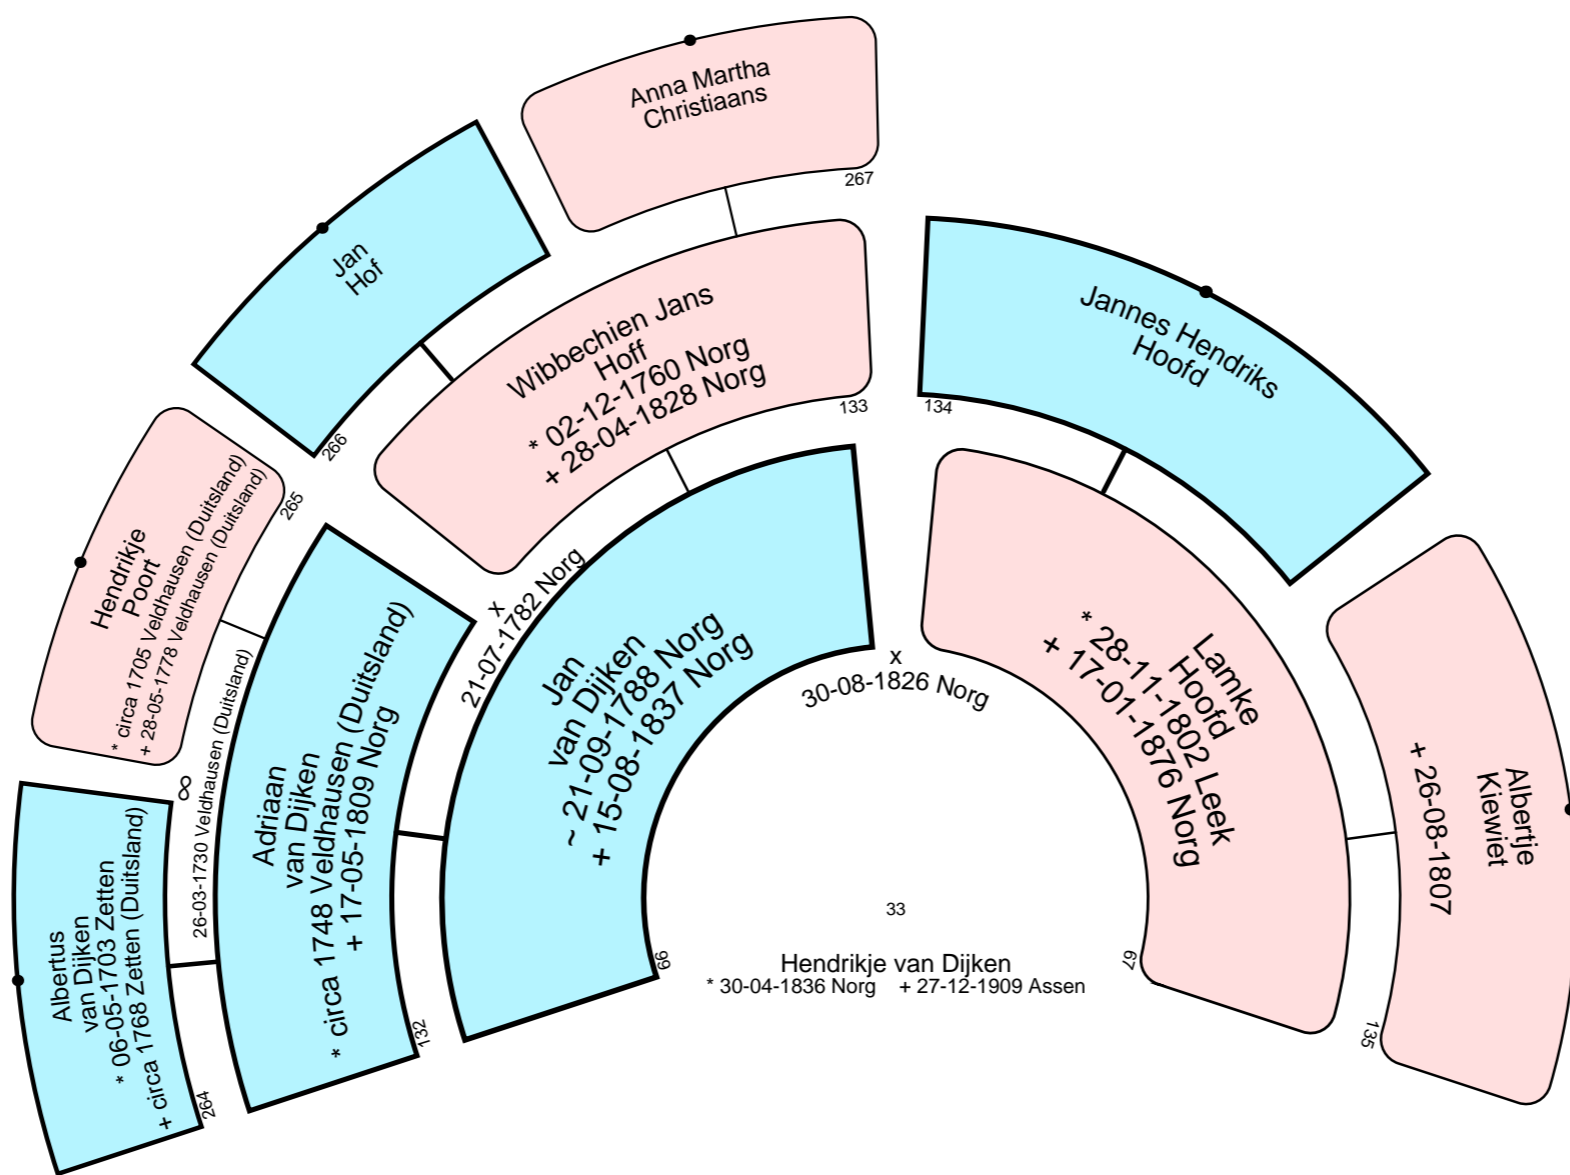 Anna Martha
Christiaans
267
Jan
Hof
266
Wibbechien Jans
Hoff
* 02-12-1760 Norg
+ 28-04-1828 Norg
133
Jannes Hendriks
Hoofd
134
Hendrikje
Poort
* circa 1705 Veldhausen (Duitsland)
+ 28-05-1778 Veldhausen (Duitsland)
265
∞
26-03-1730 Veldhausen (Duitsland)
Albertus
van Dijken
* 06-05-1703 Zetten
+ circa 1768 Zetten (Duitsland)
264
Adriaan
van Dijken
* circa 1748 Veldhausen (Duitsland)
+ 17-05-1809 Norg
132
x
21-07-1782 Norg
Jan
van Dijken
~ 21-09-1788 Norg
+ 15-08-1837 Norg
66
x
30-08-1826 Norg
Lamke
Hoofd
* 28-11-1802 Leek
+ 17-01-1876 Norg
67
Albertje
Kiewiet
+ 26-08-1807
135
33
Hendrikje van Dijken
* 30-04-1836 Norg + 27-12-1909 Assen